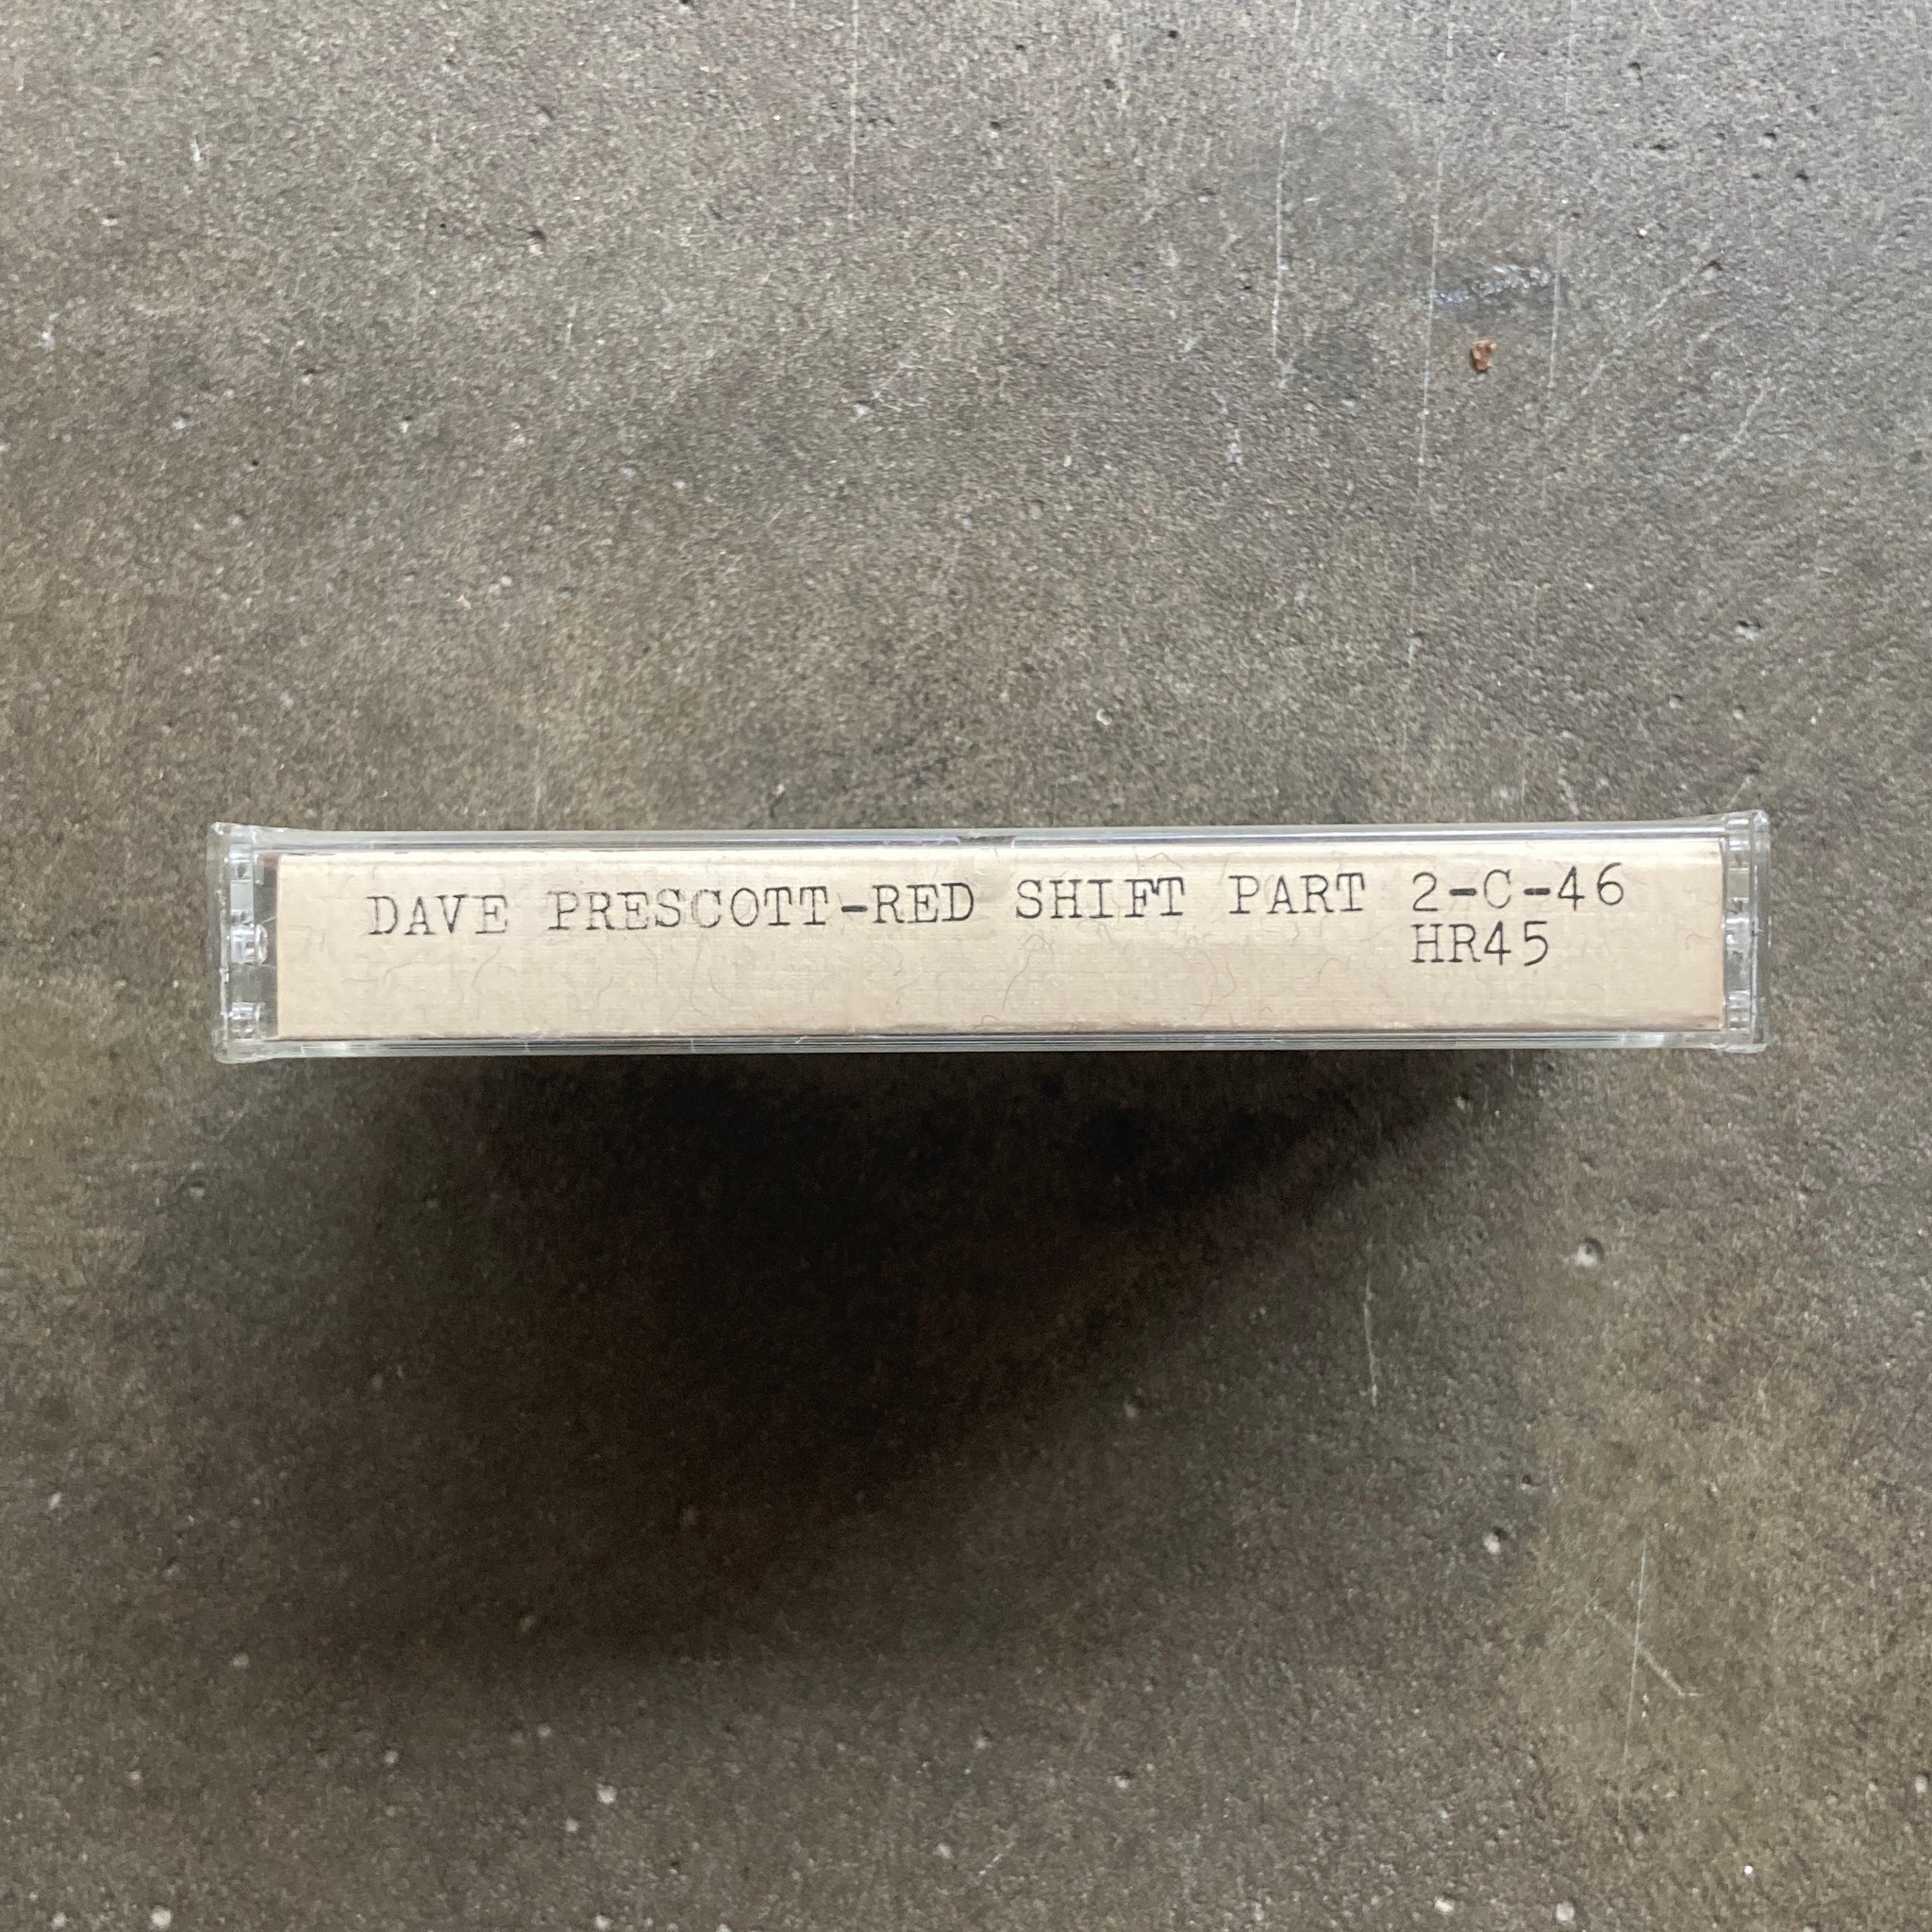 DAVE PRESCOTT-RED SHIFT PART 2-C-46
HR45